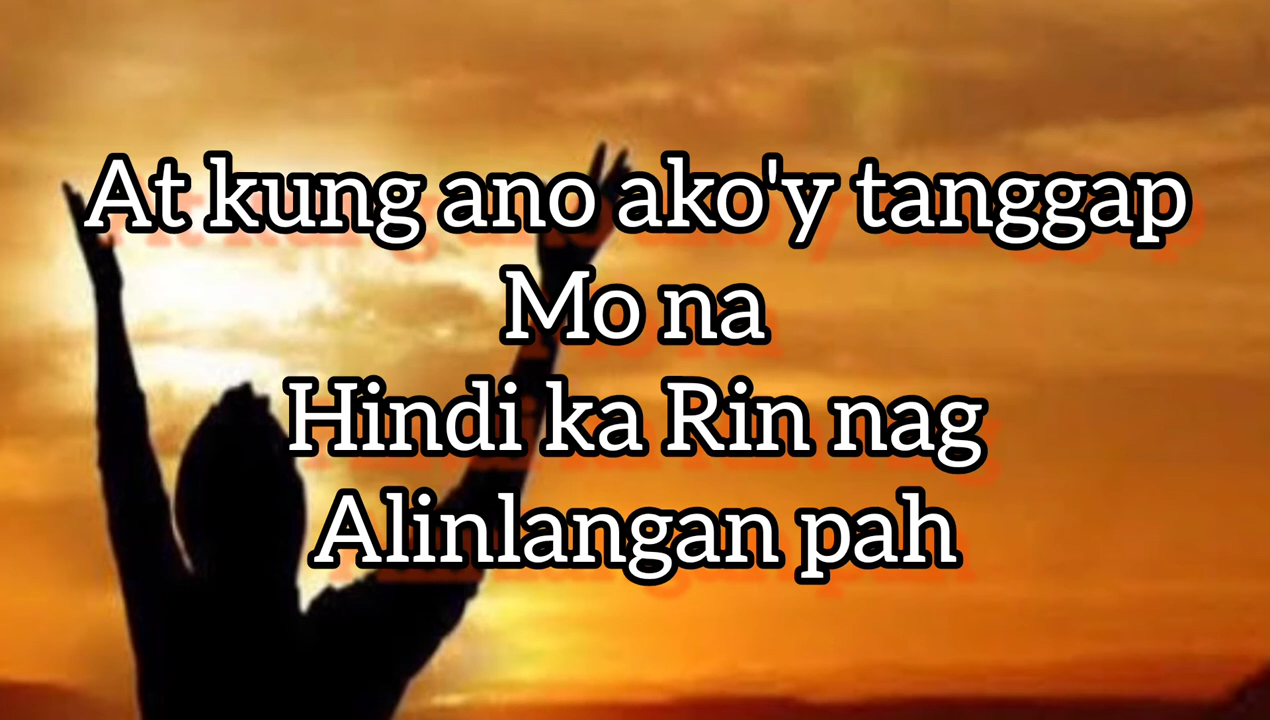 At kung ano ako'y tanggap
Mo na
Hindi ka Rin nag
Alinlangan pah